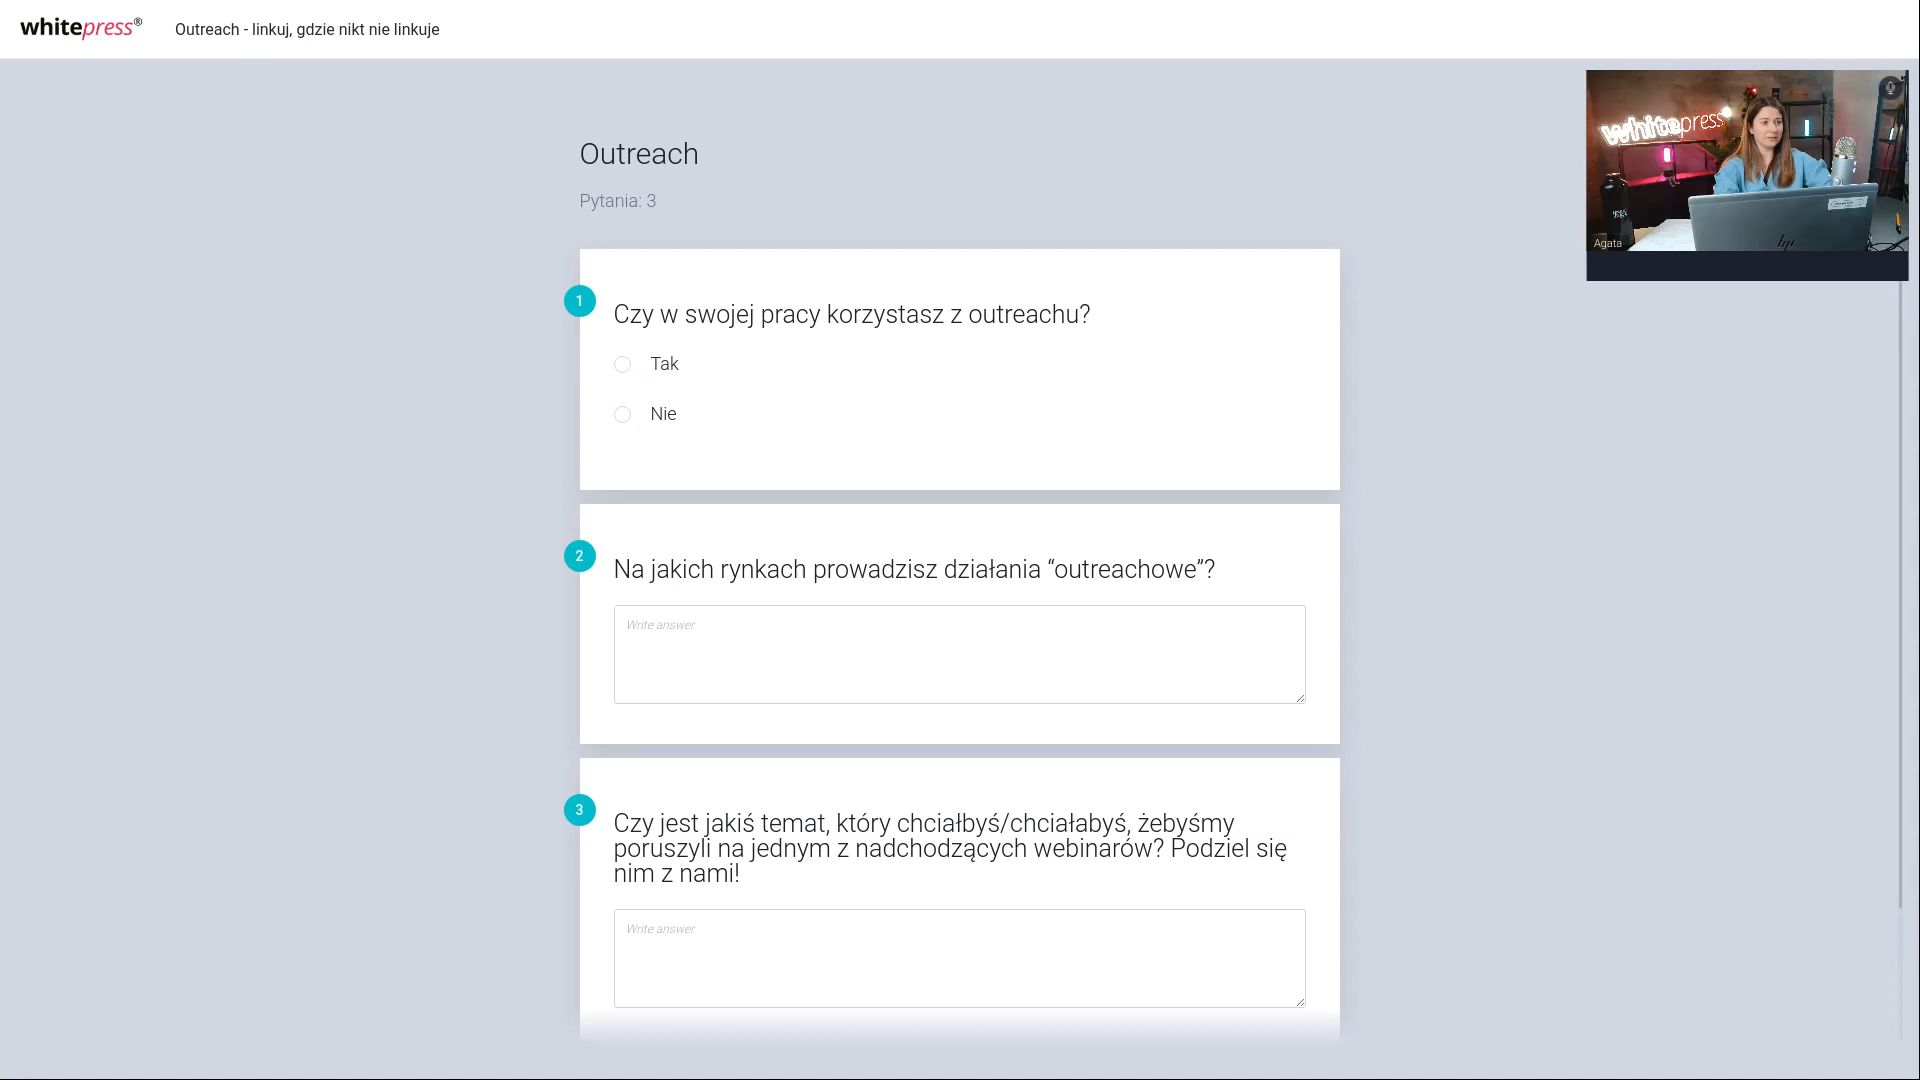 whitepress®
Outreach - linkuj, gdzie nikt nie linkuje
whitepress
Agata
hp
Outreach
Pytania: 3
1
Czy w swojej pracy korzystasz z outreachu?
Tak
Nie
2
Na jakich rynkach prowadzisz działania “outreachowe”?
Write answer
3
Czy jest jakiś temat, który chciałbyś/chciałabyś, żebyśmy
poruszyli na jednym z nadchodzących webinarów? Podziel się
nim z nami!
Write answer